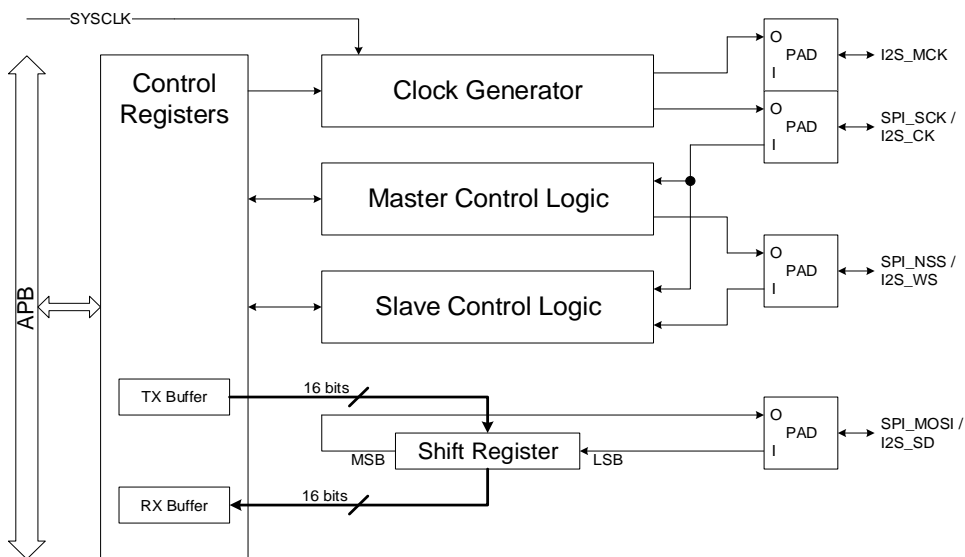 SYSCLK
O
PAD
I
I2S_MCK
Control
Registers
Clock Generator
O
PAD
I
SPI_SCK /
I2S_CK
Master Control Logic
O
PAD
I
SPI_NSS /
I2S_WS
Slave Control Logic
APB
TX Buffer
16 bits
O
PAD
I
SPI_MOSI /
I2S_SD
MSB
Shift Register
LSB
RX Buffer
16 bits